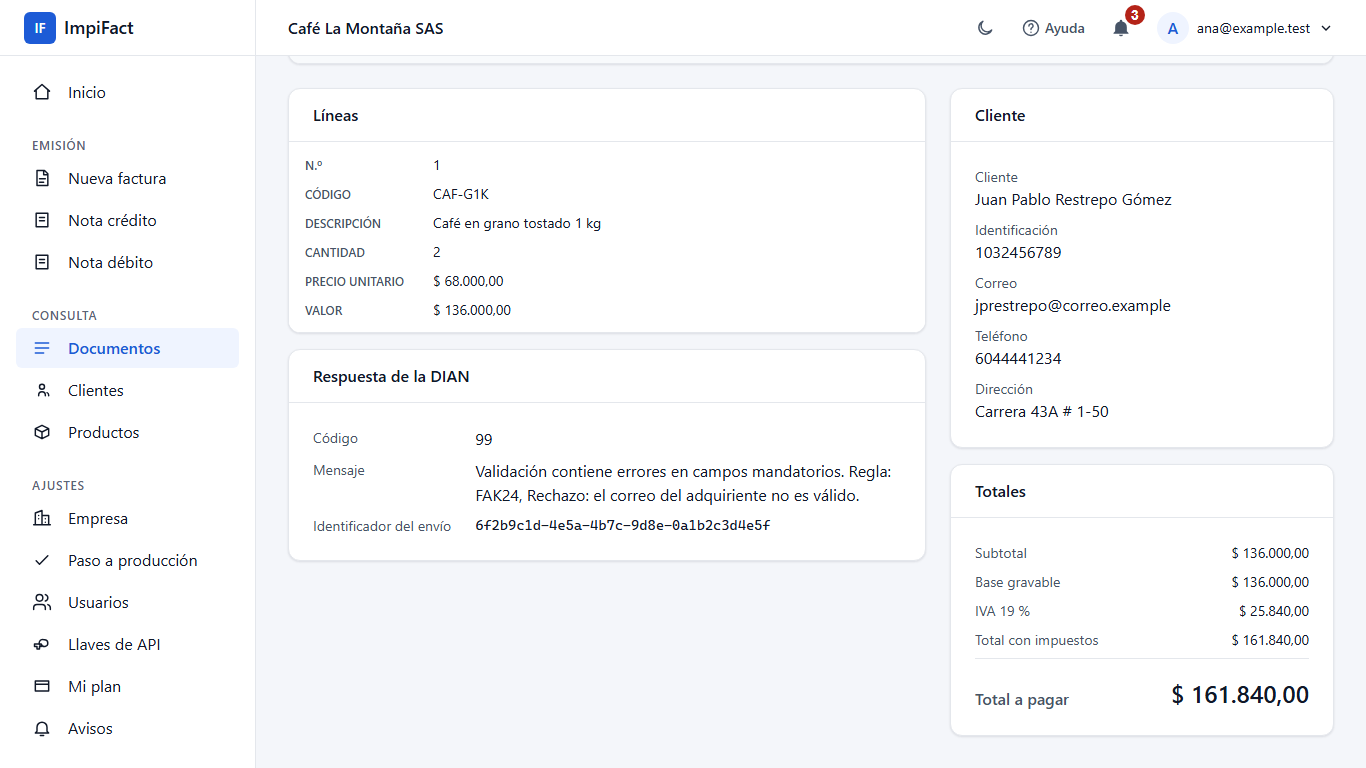 IF ImpiFact
Café La Montaña SAS
Ayuda
3
A
ana@example.test
Inicio
EMISIÓN
Nueva factura
Nota crédito
Nota débito
CONSULTA
Documentos
Clientes
Productos
AJUSTES
Empresa
Paso a producción
Usuarios
Llaves de API
Mi plan
Avisos
Líneas
N.º 1
CÓDIGO CAF-G1K
DESCRIPCIÓN Café en grano tostado 1 kg
CANTIDAD 2
PRECIO UNITARIO $ 68.000,00
VALOR $ 136.000,00
Respuesta de la DIAN
Código 99
Mensaje Validación contiene errores en campos mandatorios. Regla:
FAK24, Rechazo: el correo del adquiriente no es válido.
Identificador del envío 6f2b9c1d-4e5a-4b7c-9d8e-0a1b2c3d4e5f
Cliente
Cliente
Juan Pablo Restrepo Gómez
Identificación
1032456789
Correo
jprestrepo@correo.example
Teléfono
6044441234
Dirección
Carrera 43A # 1-50
Totales
Subtotal $ 136.000,00
Base gravable $ 136.000,00
IVA 19 % $ 25.840,00
Total con impuestos $ 161.840,00
Total a pagar $ 161.840,00